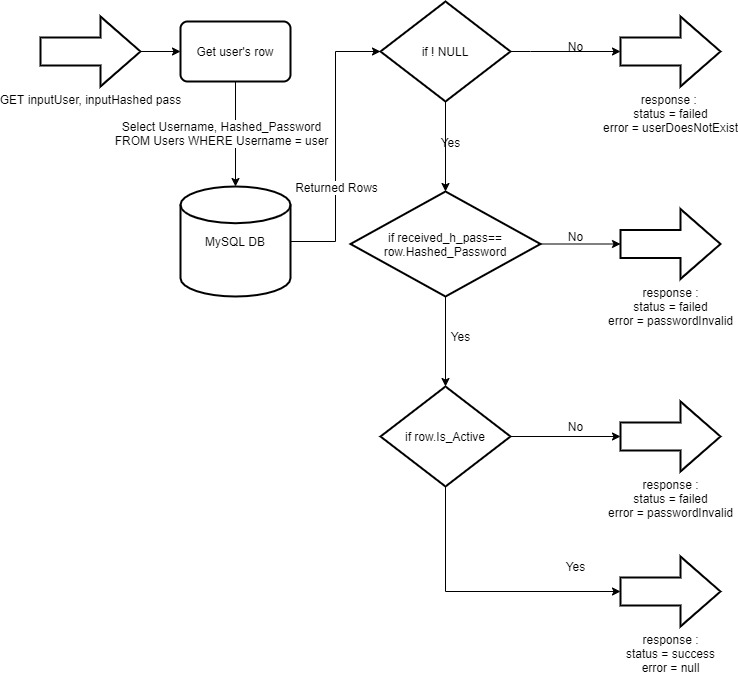 GET inputUser, inputHashed pass
Get user's row
Select Username, Hashed_Password
FROM Users WHERE Username = user
MySQL DB
Returned Rows
if ! NULL
No
response :
status = failed
error = userDoesNotExist
Yes
if received_h_pass==
row.Hashed_Password
No
response :
status = failed
error = passwordInvalid
Yes
if row.Is_Active
No
response :
status = failed
error = passwordInvalid
Yes
response :
status = success
error = null